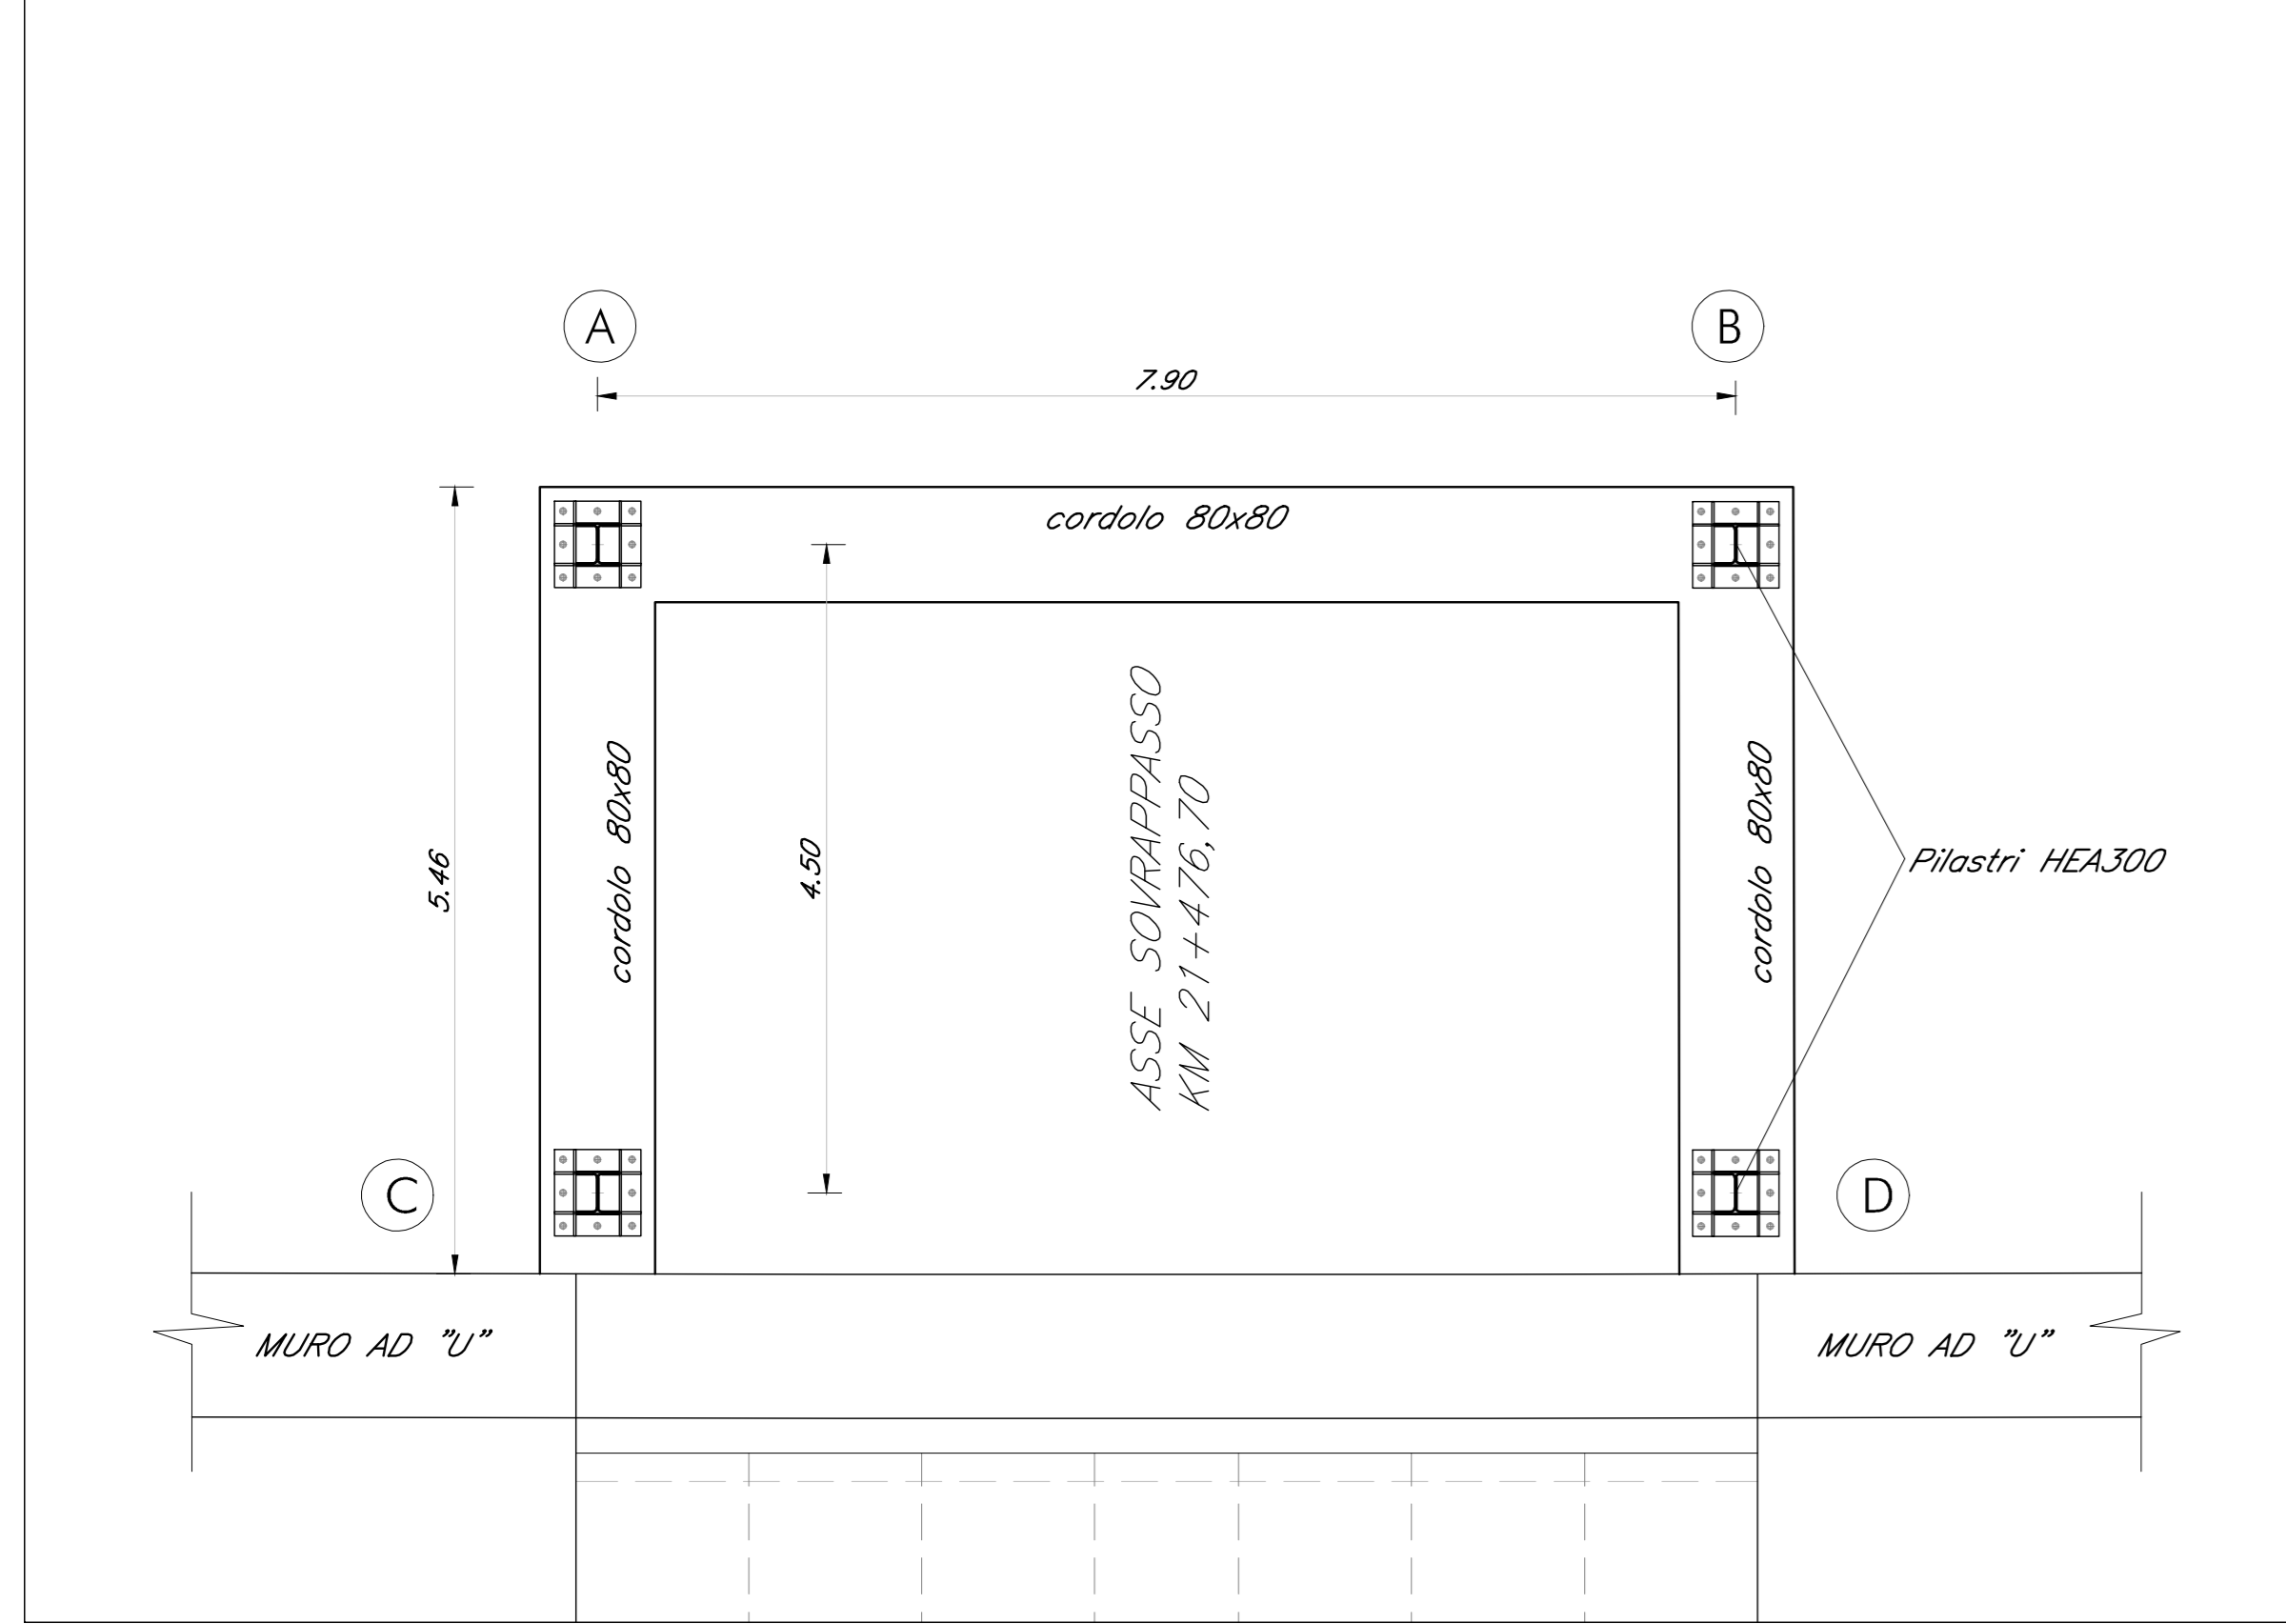 A
B
7.90
cordolo 80x80
5.46
cordolo 80x80
4.50
ASSE SOVRAPPASSO
KM 21+476,70
cordolo 80x80
Pilastri HEA300
C
D
MURO AD "U"
MURO AD "U"